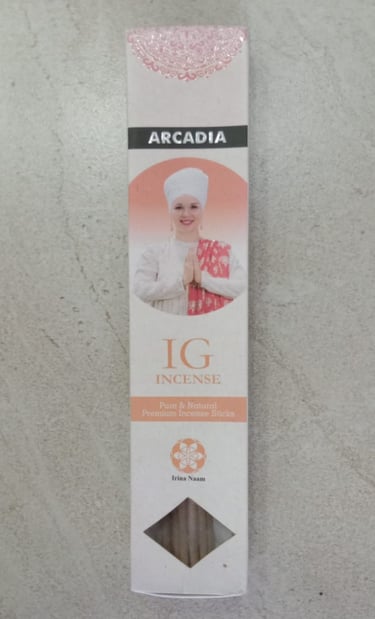 ARCADIA
IG
INCENSE
Pure & Natural
Premium Incense Sticks
Irina Naam